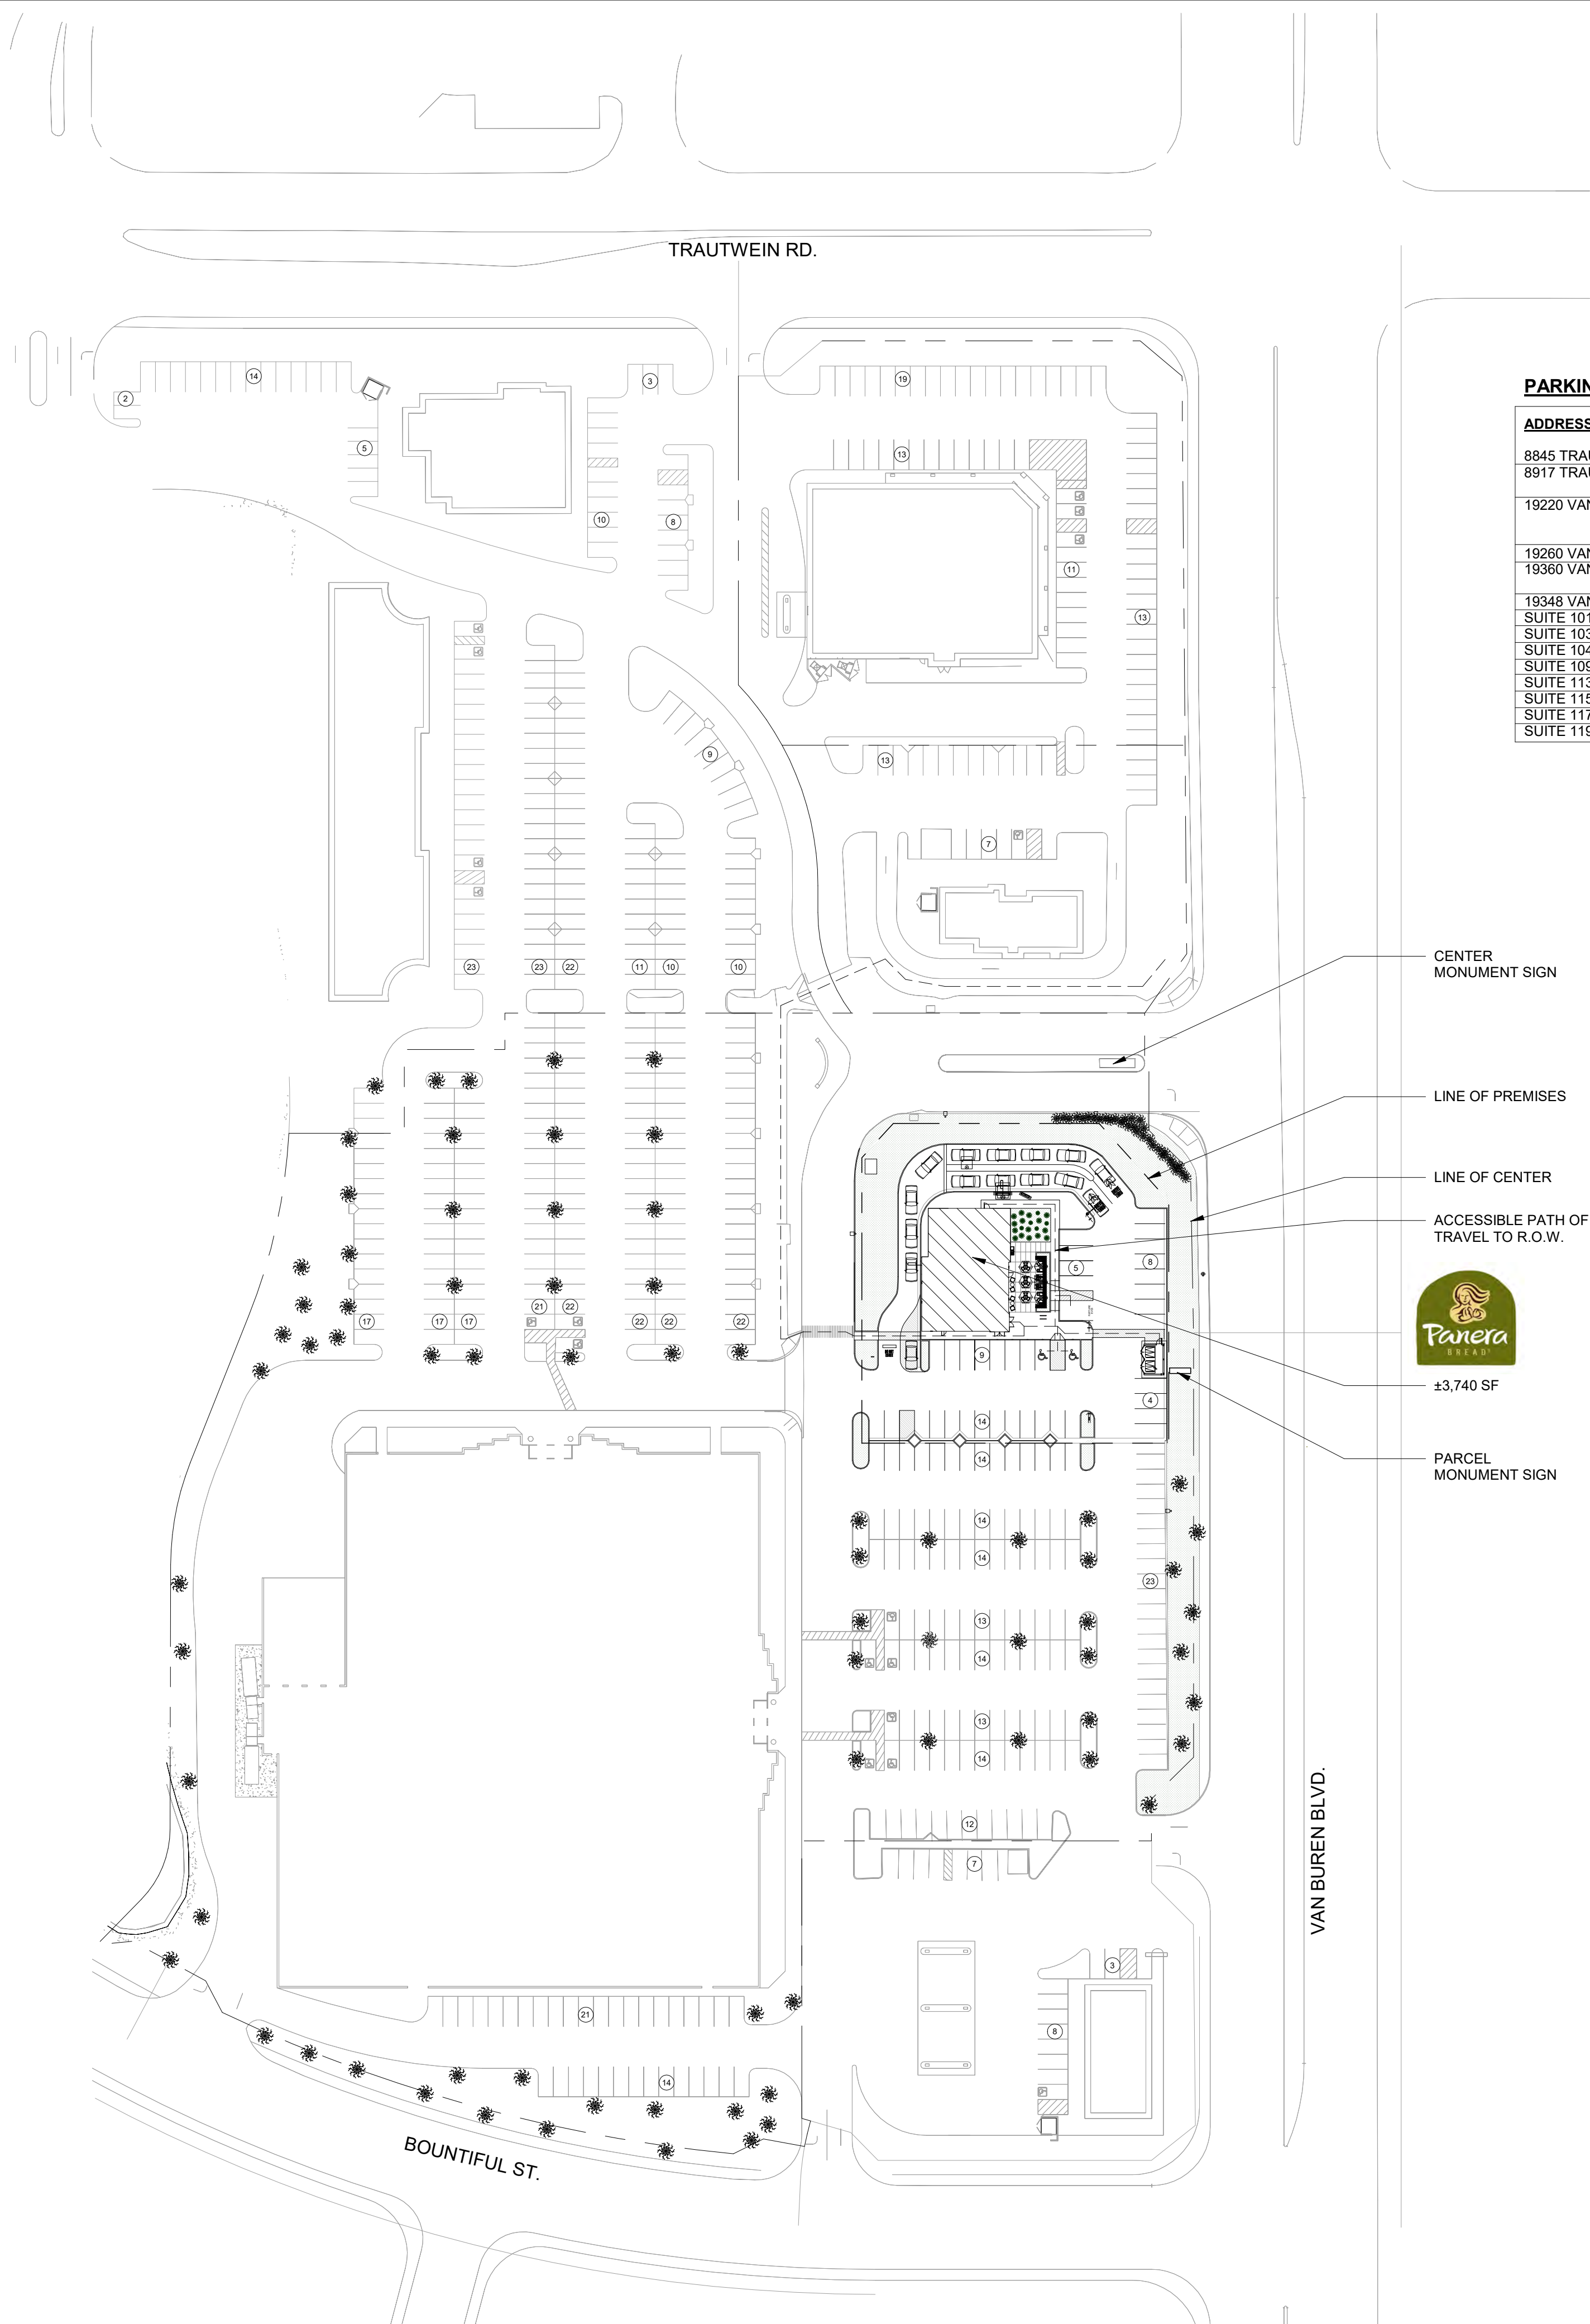 TRAUTWEIN RD.
14
3
19
2
5
13
10
8
11
13
9
13
7
23
23
22
11
10
10
PARKIN
ADDRESS
8845 TRAU
8917 TRAU
19220 VAN
19260 VAN
19360 VAN
19348 VAN
SUITE 101
SUITE 103
SUITE 104
SUITE 109
SUITE 113
SUITE 115
SUITE 117
SUITE 119
CENTER
MONUMENT SIGN
LINE OF PREMISES
LINE OF CENTER
ACCESSIBLE PATH OF
TRAVEL TO R.O.W.
Panera
BREAD
±3,740 SF
PARCEL
MONUMENT SIGN
8
5
21
22
17
17
17
22
22
22
9
4
14
14
14
14
23
13
14
13
14
12
7
VAN BUREN BLVD.
3
21
8
14
BOUNTIFUL ST.